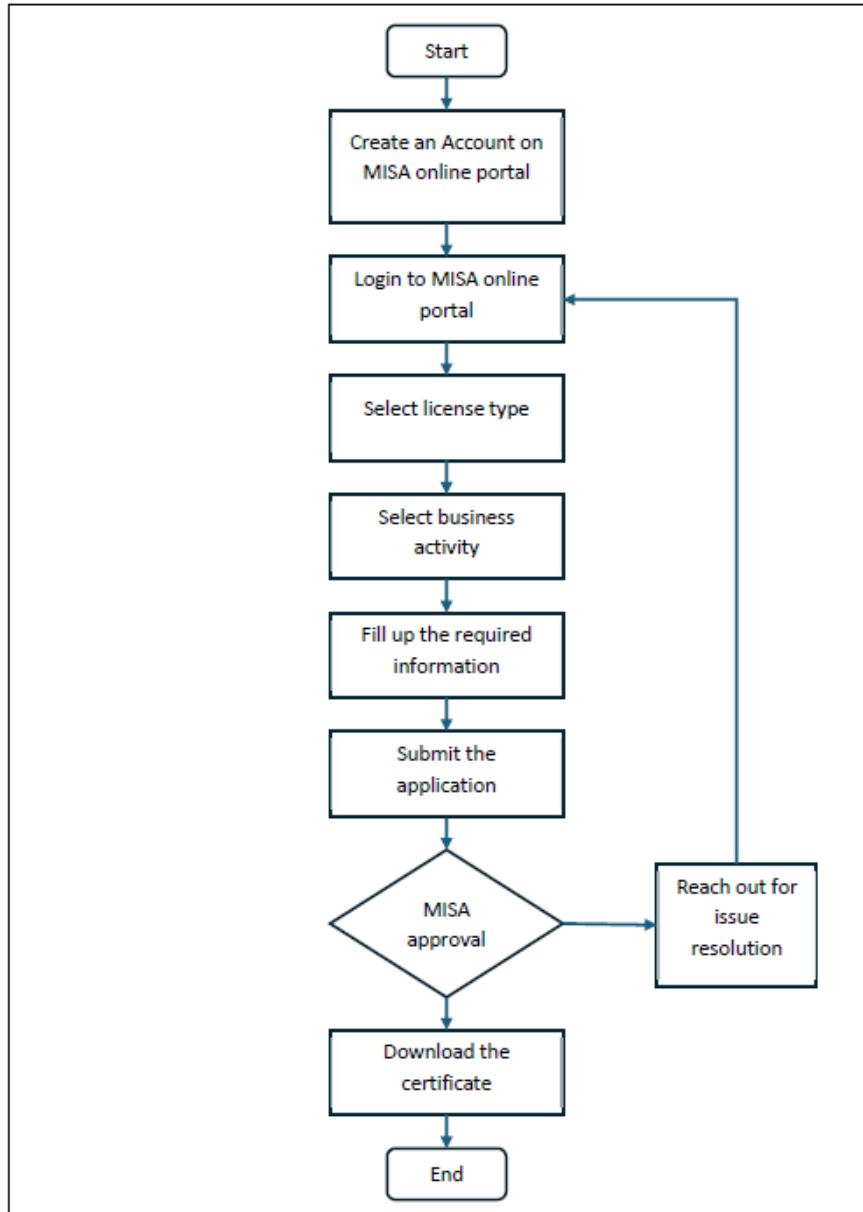 Start
Create an Account on
MISA online portal
Login to MISA online
portal
Select license type
Select business
activity
Fill up the required
information
Submit the
application
MISA
approval
Reach out for
issue
resolution
Download the
certificate
End